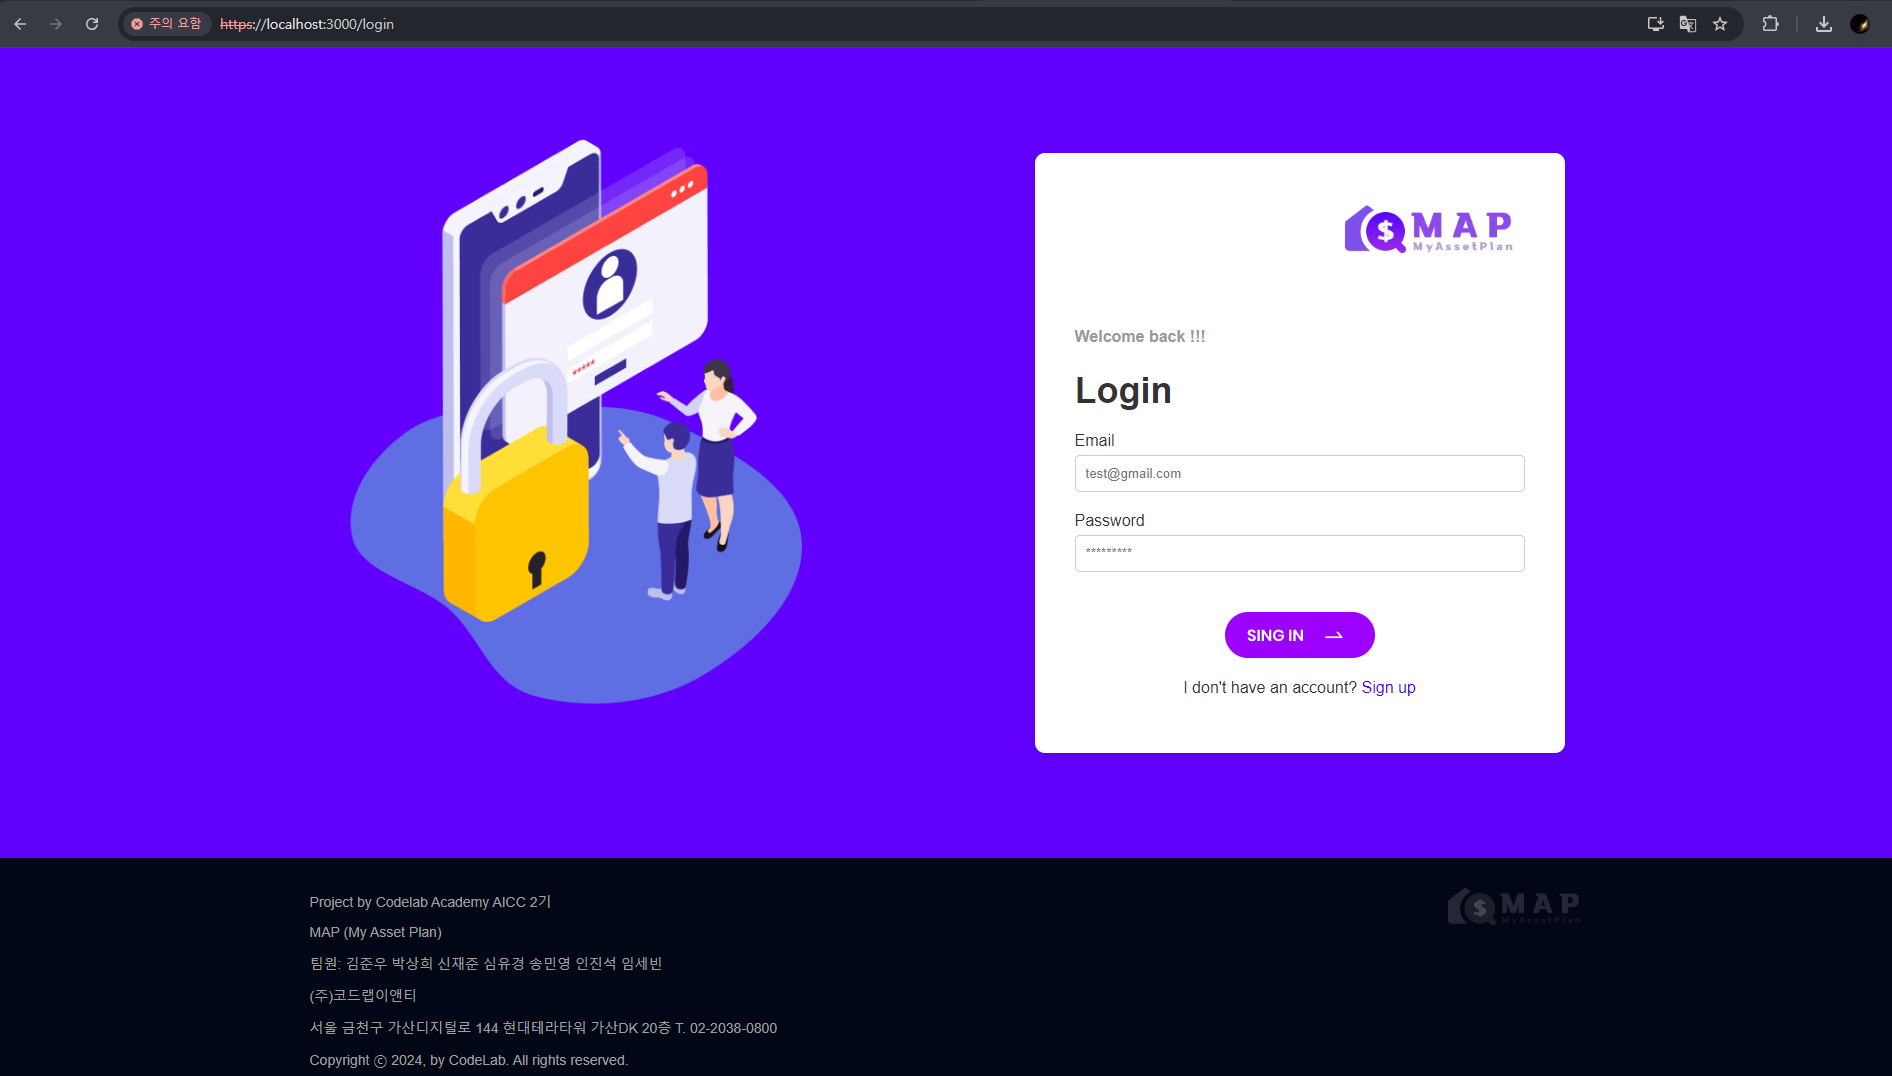 주의 요함 https://localhost:3000/login
MAP
MyAssetPlan
Welcome back !!!
Login
Email
test@gmail.com
Password
*********
SING IN
I don't have an account? Sign up
*****
Project by Codelab Academy AICC 2기
MAP (My Asset Plan)
팀원: 김준우 박상희 신재준 심유경 송민영 인진석 임세빈
(주)코드랩이앤티
서울 금천구 가산디지털로 144 현대테라타워 가산DK 20층 T. 02-2038-0800
Copyright ⓒ 2024, by CodeLab. All rights reserved.
MAP
MyAssetPlan